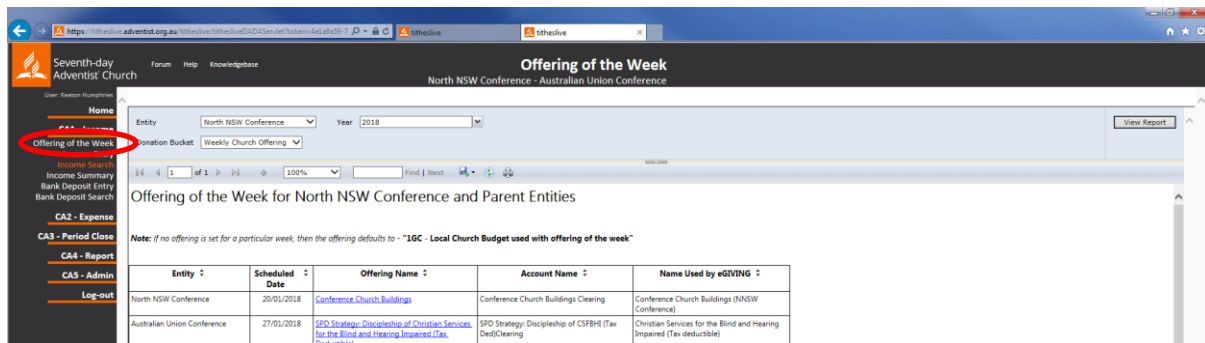 https://titheslive.adventist.org.au/titheslive/
titheslive
titheslive
Seventh-day
Adventist Church
Forum Help Knowledgebase
Offering of the Week
North NSW Conference - Australian Union Conference
User: Keaton Humphries
Home
CA1 - Income
Offering of the Week
Income Search
Income Summary
Bank Deposit Entry
Bank Deposit Search
CA2 - Expense
CA3 - Period Close
CA4 - Report
CA5 - Admin
Log-out
Entity North NSW Conference Year 2018 View Report
Donation Bucket Weekly Church Offering
1 of 1 100% Find | Next
Offering of the Week for North NSW Conference and Parent Entities
Note: if no offering is set for a particular week, then the offering defaults to - "1GC - Local Church Budget used with offering of the week"
Entity Scheduled Date Offering Name Account Name Name Used by eGIVING
North NSW Conference 20/01/2018 Conference Church Buildings Conference Church Buildings Clearing Conference Church Buildings (NNSW Conference)
Australian Union Conference 27/01/2018 SPD Strategy: Discipleship of Christian Services for the Blind and Hearing Impaired (Tax Deductible) SPD Strategy: Discipleship of CSFBHI (Tax Ded)Clearing Christian Services for the Blind and Hearing Impaired (Tax deductible)